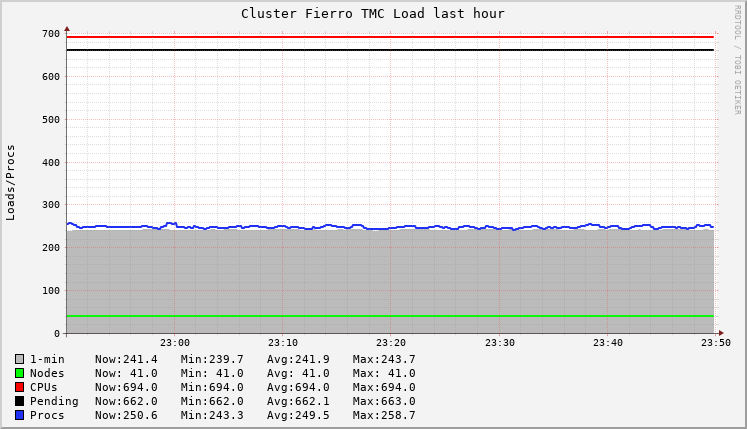 Cluster Fierro TMC Load last hour
RRDTOOL / TOBI OETIKER
Loads/Procs
700
600
500
400
300
200
100
0
23:00 23:10 23:20 23:30 23:40 23:50
1-min Now:241.4 Min:239.7 Avg:241.9 Max:243.7
Nodes Now: 41.0 Min: 41.0 Avg: 41.0 Max: 41.0
CPUs Now:694.0 Min:694.0 Avg:694.0 Max:694.0
Pending Now:662.0 Min:662.0 Avg:662.1 Max:663.0
Procs Now:250.6 Min:243.3 Avg:249.5 Max:258.7